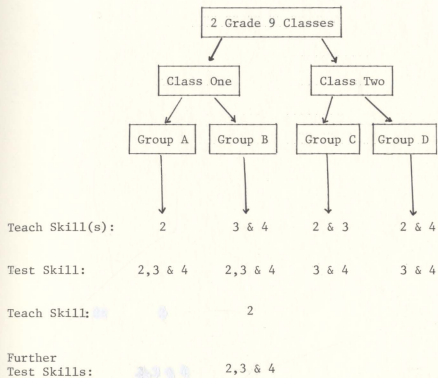 2 Grade 9 Classes
Class One Class Two
Group A Group B Group C Group D
Teach Skill(s): 2 3 & 4 2 & 3 2 & 4
Test Skill: 2,3 & 4 2,3 & 4 3 & 4 3 & 4
Teach Skill: 2
Further
Test Skills: 2,3 & 4